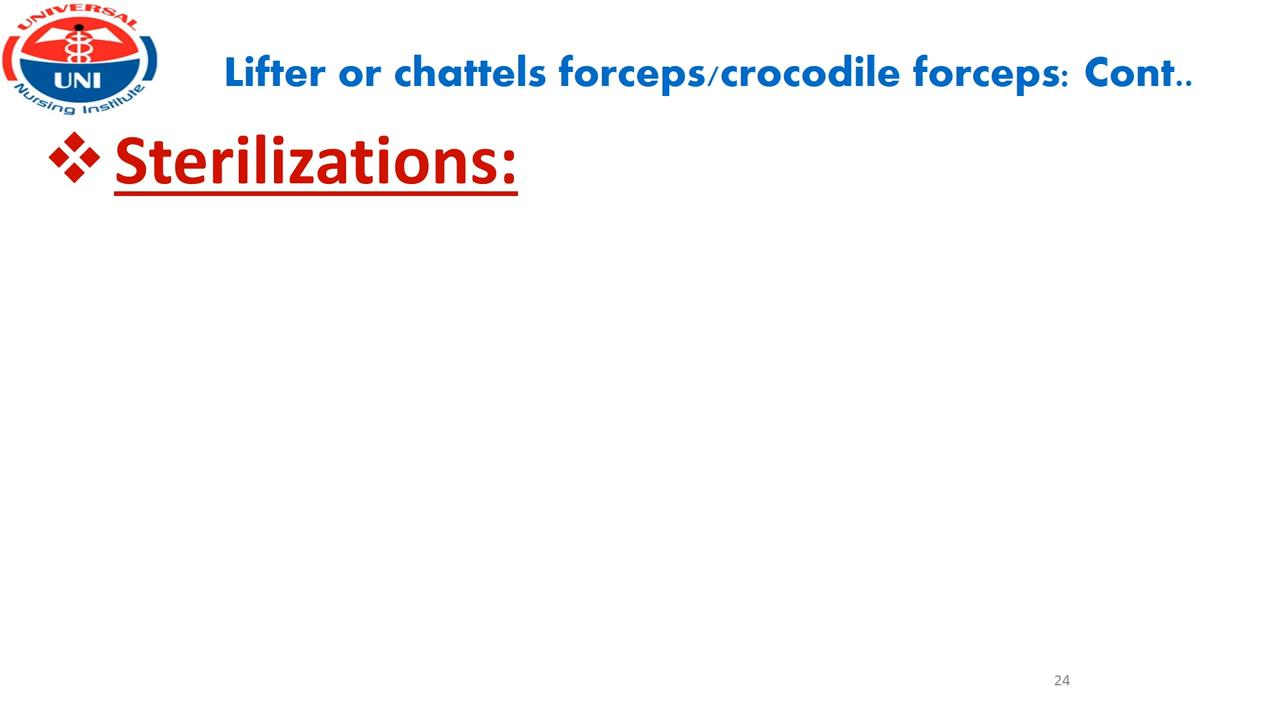 UNIVERSAL
UNI
Nursing Institute
Lifter or chattels forceps/crocodile forceps: Cont..
❖ Sterilizations:
24